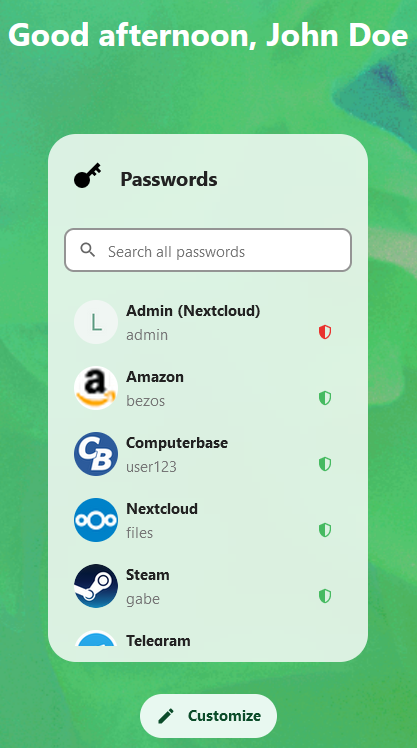 Good afternoon, John Doe
Passwords
Search all passwords
L
Admin (Nextcloud)
admin
a
Amazon
bezos
CB
Computerbase
user123
Nextcloud
files
Steam
gabe
Telegram
Customize